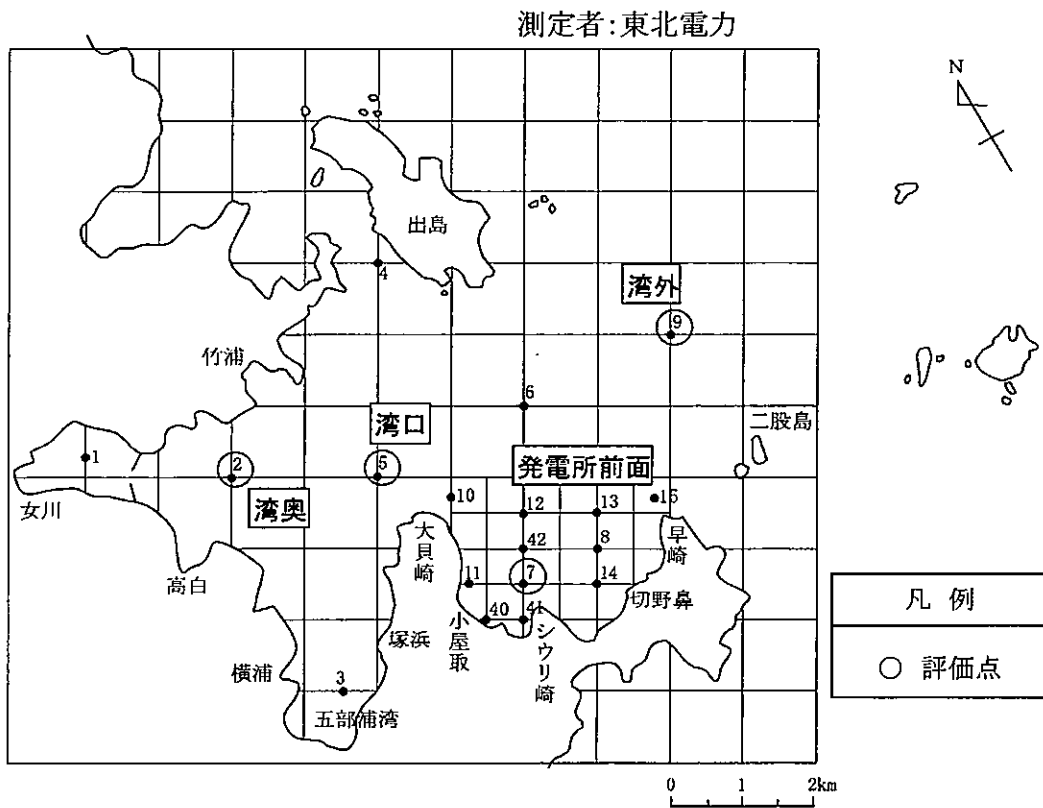 測定者:東北電力
N
出島
4
湾外
9
竹浦
6
湾口
二股島
発電所前面
1
2
5
10
12
13
16
女川
湾奥
大貝崎
42
8
早崎
高白
11
7
14
切野鼻
40
41
小屋取
シウリ崎
塚浜
横浦
3
五部浦湾
凡 例
○ 評価点
0 1 2km